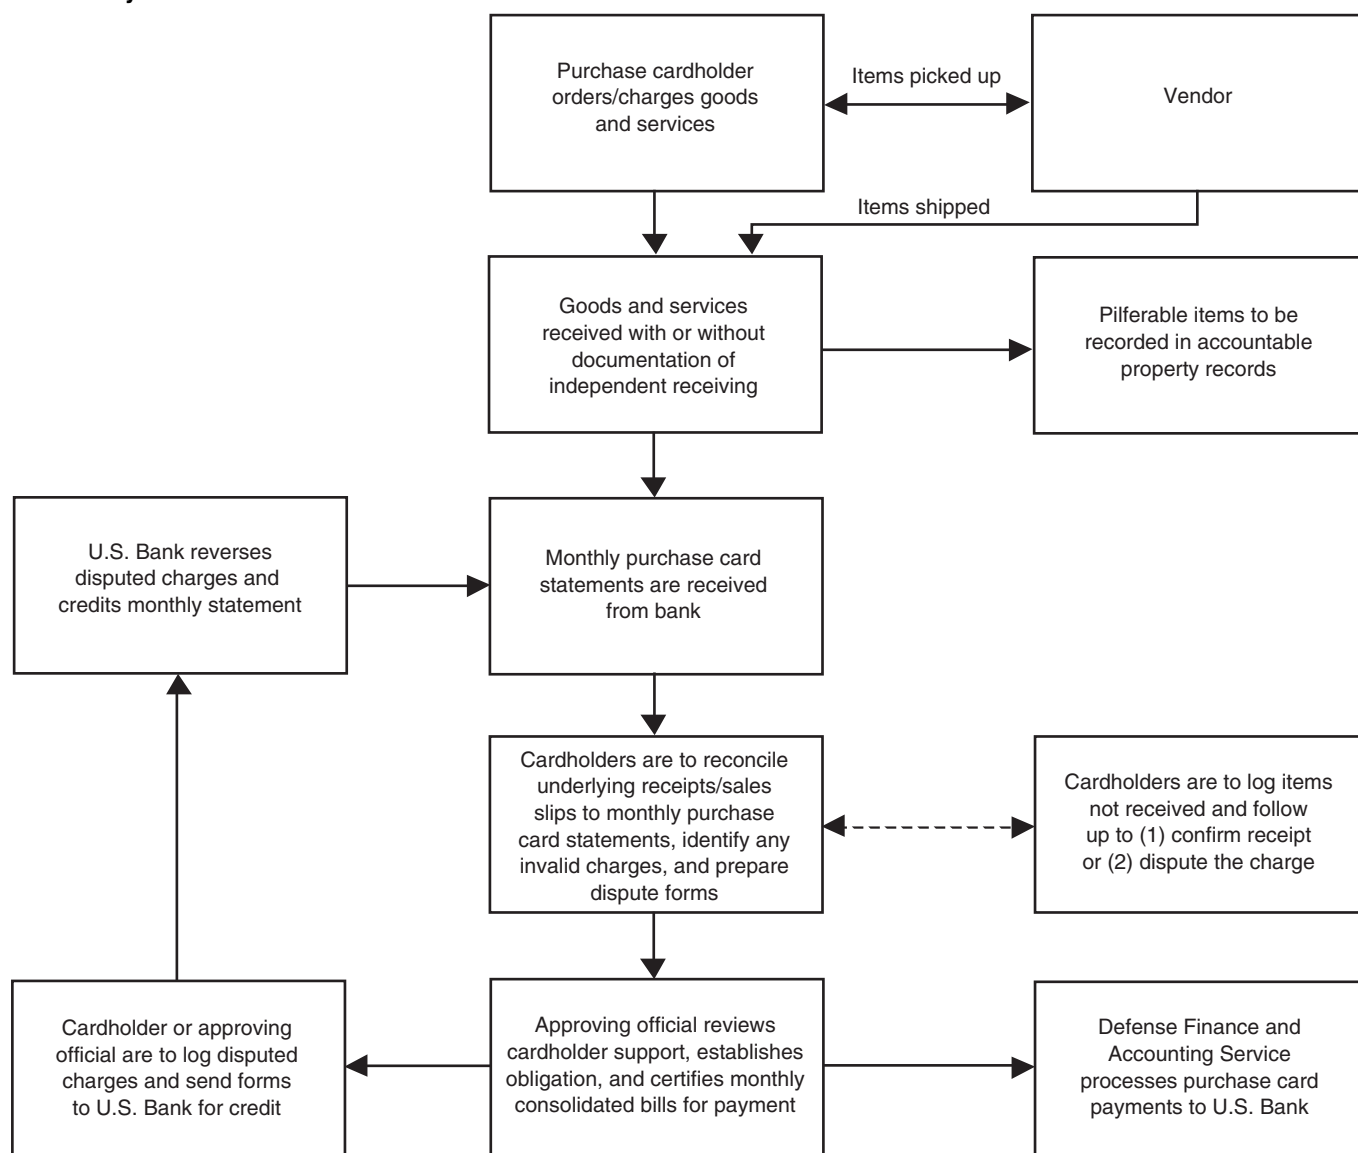 Purchase cardholder
orders/charges goods
and services
Items picked up
Vendor
Items shipped
Goods and services
received with or without
documentation of
independent receiving
Pilferable items to be
recorded in accountable
property records
U.S. Bank reverses
disputed charges and
credits monthly statement
Monthly purchase card
statements are received
from bank
Cardholders are to reconcile
underlying receipts/sales
slips to monthly purchase
card statements, identify any
invalid charges, and prepare
dispute forms
Cardholders are to log items
not received and follow
up to (1) confirm receipt
or (2) dispute the charge
Cardholder or approving
official are to log disputed
charges and send forms
to U.S. Bank for credit
Approving official reviews
cardholder support, establishes
obligation, and certifies monthly
consolidated bills for payment
Defense Finance and
Accounting Service
processes purchase card
payments to U.S. Bank